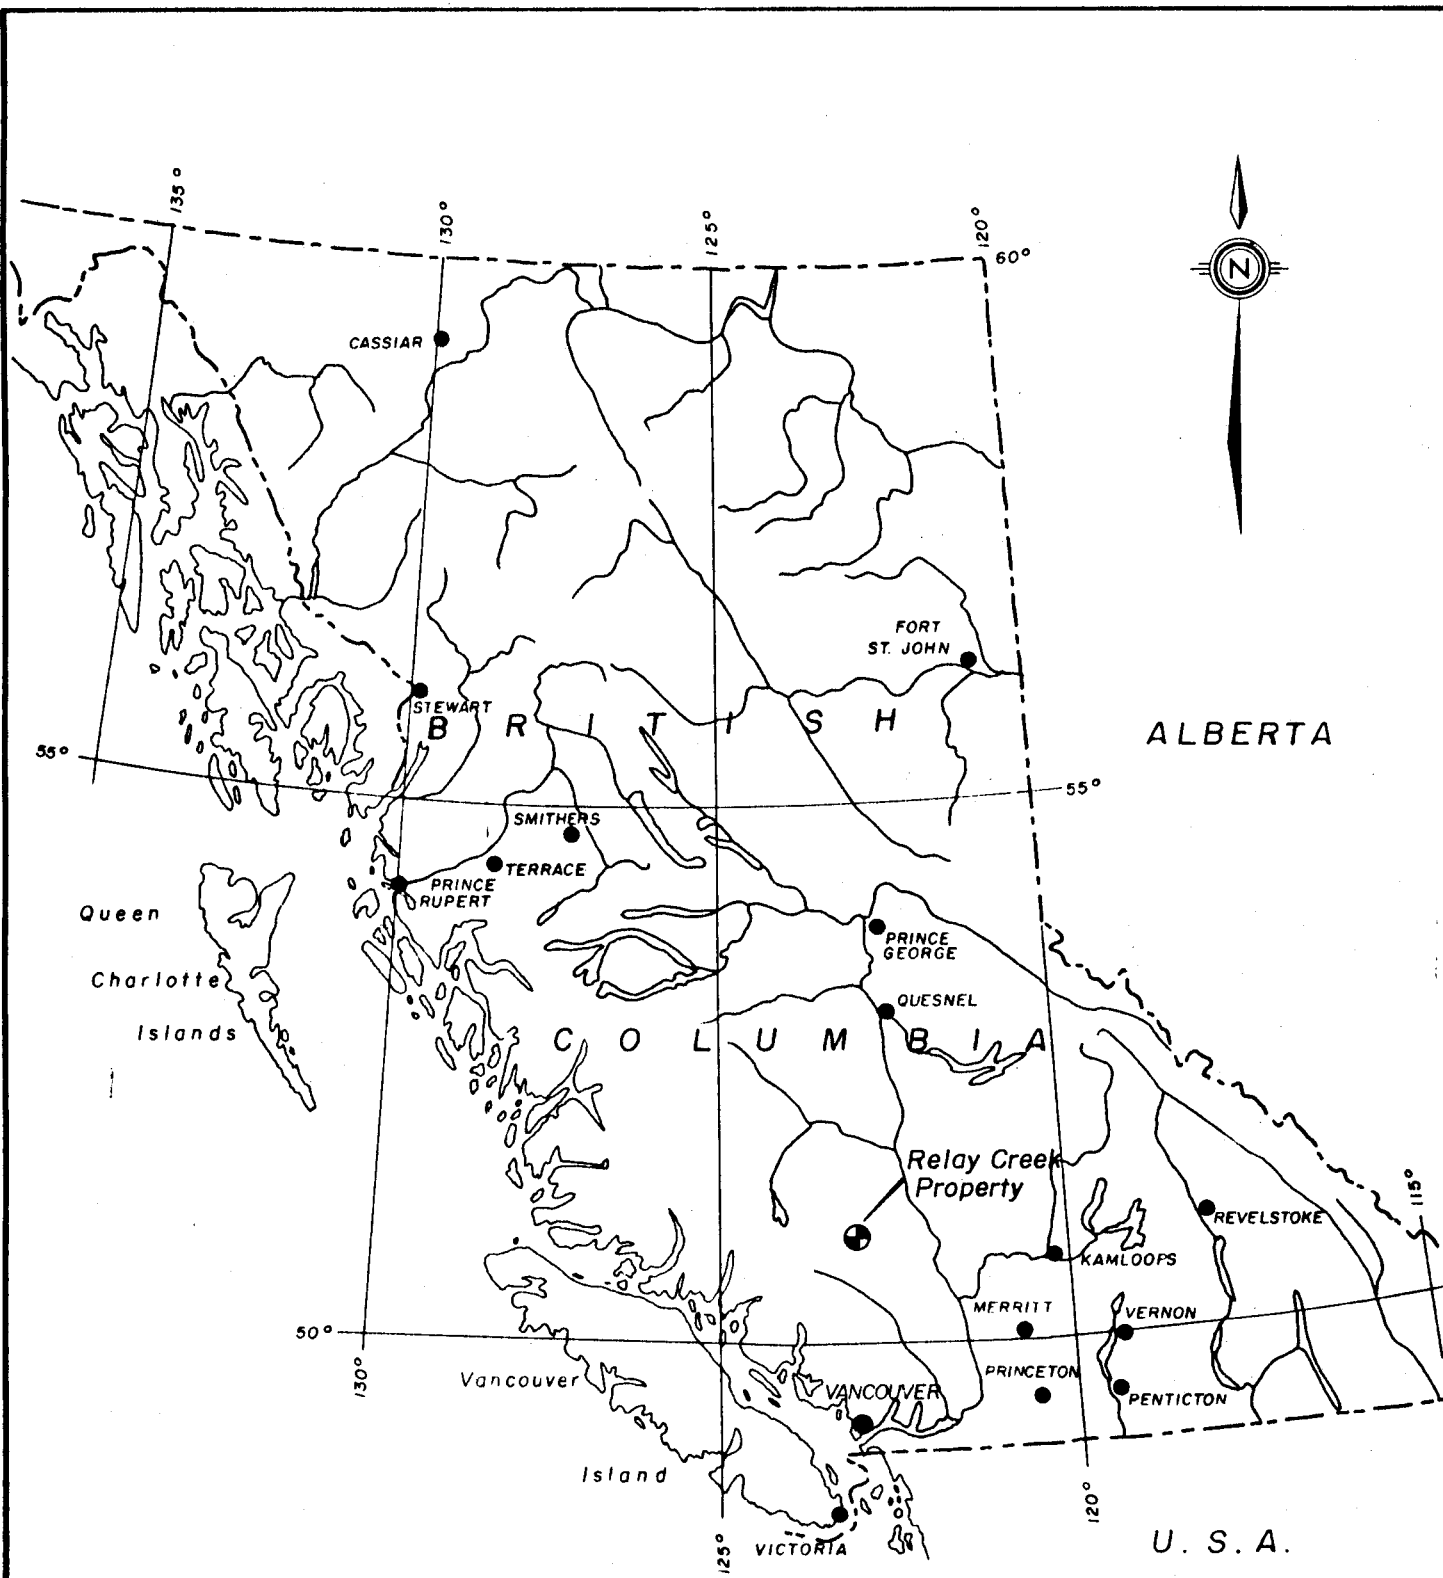 135°
130°
125°
120°
60°
N
CASSIAR
FORT
ST. JOHN
STEWART
BRITISH
ALBERTA
55°
55°
SMITHERS
TERRACE
PRINCE
RUPERT
Queen
Charlotte
Islands
PRINCE
GEORGE
QUESNEL
COLUMBIA
Relay Creek
Property
115°
REVELSTOKE
KAMLOOPS
MERRITT
VERNON
50°
130°
Vancouver
Island
VANCOUVER
PRINCETON
PENTICTON
120°
125°
VICTORIA
U.S.A.